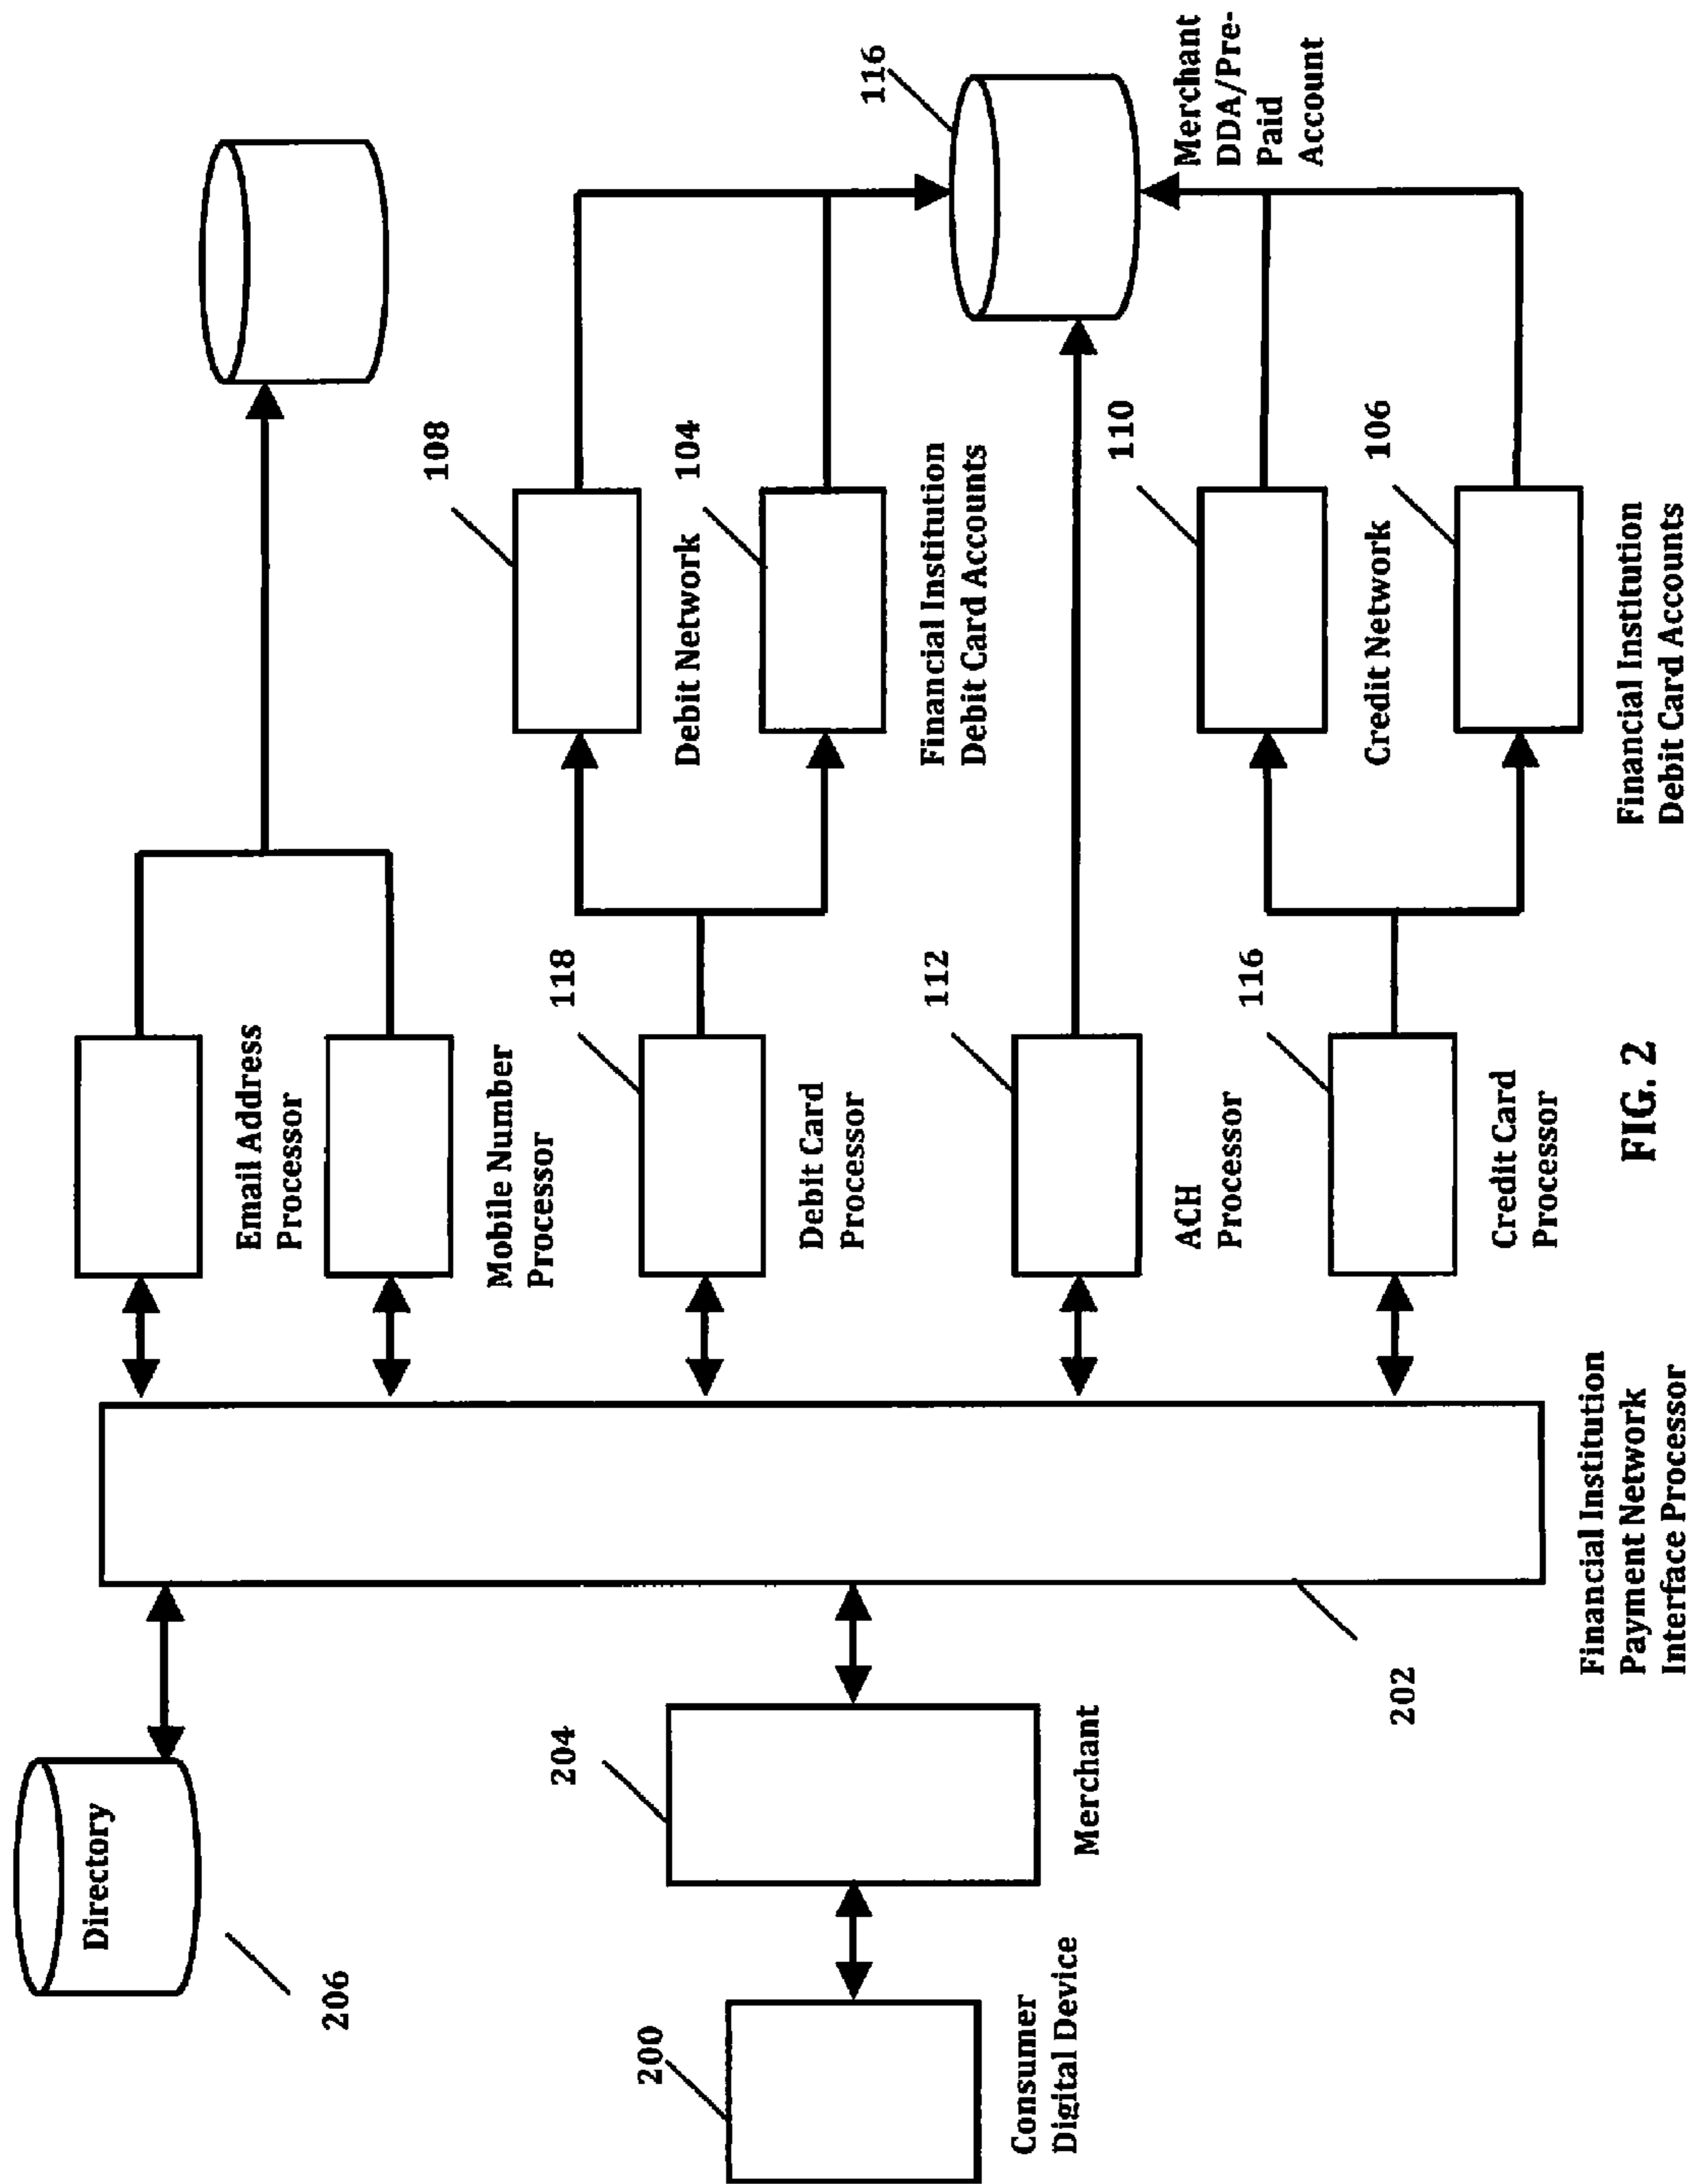 Directory
206
200
Consumer
Digital Device
204
Merchant
202
Financial Institution
Payment Network
Interface Processor
Email Address
Processor
Mobile Number
Processor
118
Debit Card
Processor
112
ACH
Processor
116
Credit Card
Processor
108
Debit Network
104
Financial Institution
Debit Card Accounts
110
Credit Network
106
Financial Institution
Debit Card Accounts
116
Merchant
DDA/Pre-
Paid
Account
FIG. 2